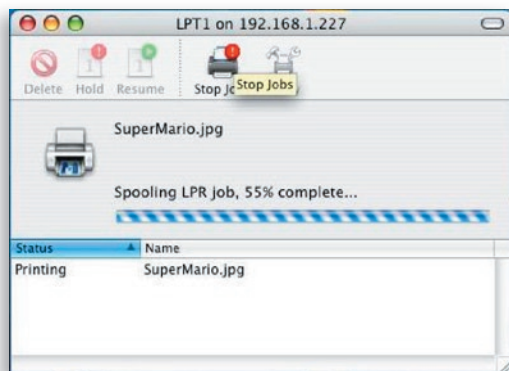 LPT1 on 192.168.1.227
Delete Hold Resume Stop Jo Stop Jobs
SuperMario.jpg
Spooling LPR job, 55% complete...
Status Name
Printing SuperMario.jpg